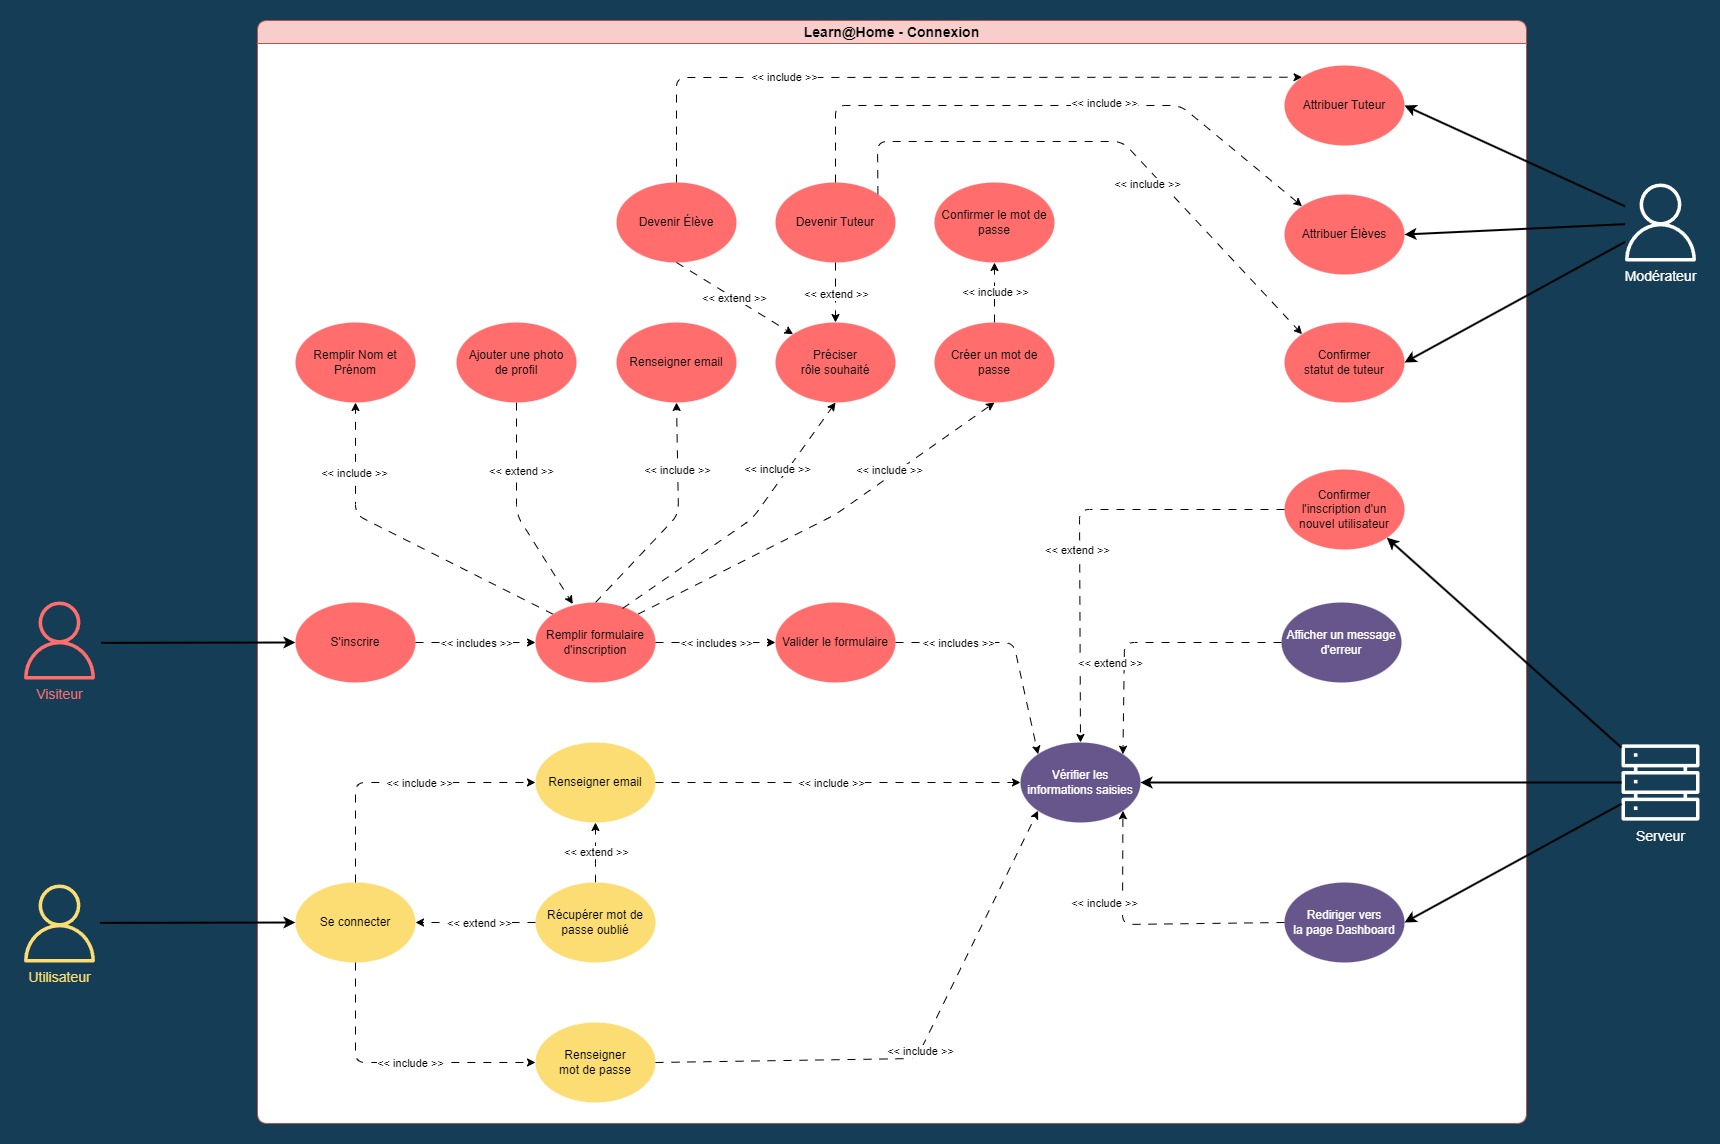 Learn@Home - Connexion
<< include >>
Attribuer Tuteur
<< include >>
<< include >>
Devenir Élève
Devenir Tuteur
Confirmer le mot de
passe
Attribuer Élèves
Modérateur
<< extend >>
<< extend >>
<< include >>
Remplir Nom et
Prénom
Ajouter une photo
de profil
Renseigner email
Préciser
rôle souhaité
Créer un mot de
passe
Confirmer
statut de tuteur
<< include >>
<< extend >>
<< include >>
<< include >>
<< include >>
Confirmer
l'inscription d'un
nouvel utilisateur
<< extend >>
Visiteur
S'inscrire
<< includes >>
Remplir formulaire
d'inscription
<< includes >>
Valider le formulaire
<< includes >>
<< extend >>
Afficher un message
d'erreur
<< include >>
Renseigner email
<< include >>
Vérifier les
informations saisies
Serveur
<< extend >>
Utilisateur
Se connecter
<< extend >>
Récupérer mot de
passe oublié
<< include >>
Rediriger vers
la page Dashboard
<< include >>
Renseigner
mot de passe
<< include >>